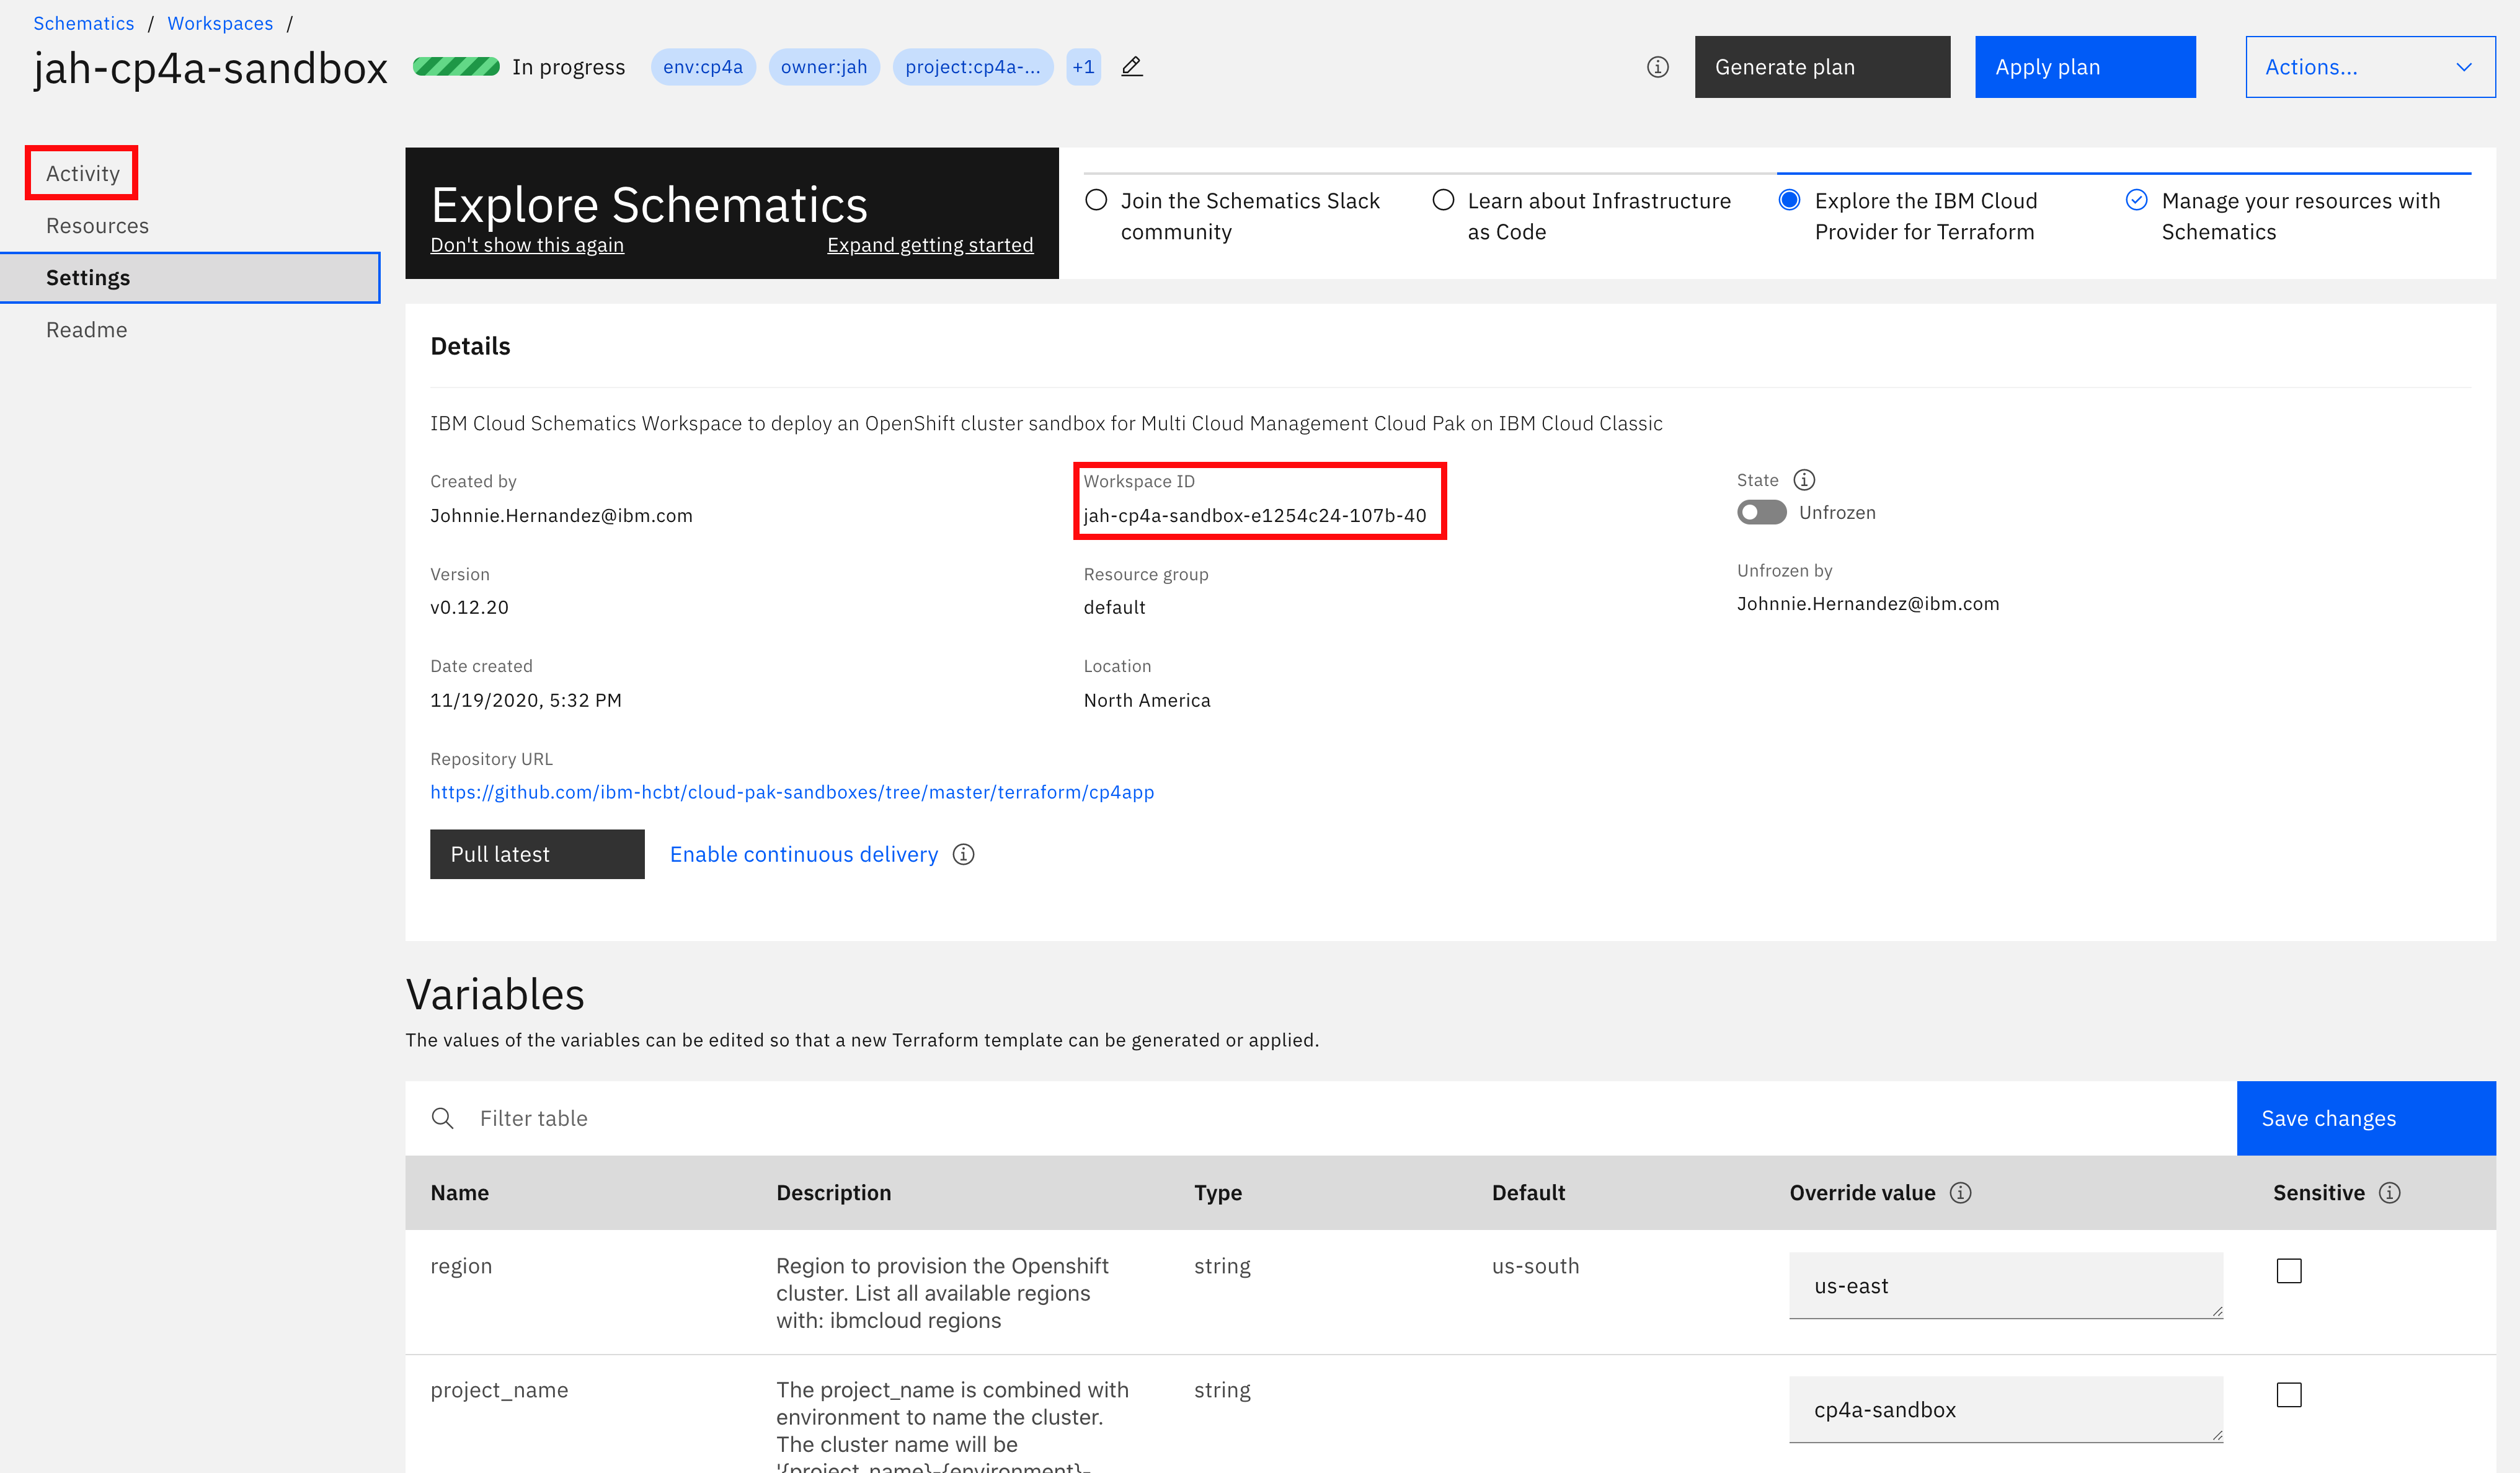 Schematics / Workspaces /
jah-cp4a-sandbox In progress env:cp4a owner:jah project:cp4a-... +1 Generate plan Apply plan Actions...
Activity
Resources
Settings
Readme
Explore Schematics
Don't show this again Expand getting started
Join the Schematics Slack
community
Learn about Infrastructure
as Code
Explore the IBM Cloud
Provider for Terraform
Manage your resources with
Schematics
Details
IBM Cloud Schematics Workspace to deploy an OpenShift cluster sandbox for Multi Cloud Management Cloud Pak on IBM Cloud Classic
Created by
Johnnie.Hernandez@ibm.com
Workspace ID
jah-cp4a-sandbox-e1254c24-107b-40
State
Unfrozen
Version
v0.12.20
Resource group
default
Unfrozen by
Johnnie.Hernandez@ibm.com
Date created
11/19/2020, 5:32 PM
Location
North America
Repository URL
https://github.com/ibm-hcbt/cloud-pak-sandboxes/tree/master/terraform/cp4app
Pull latest Enable continuous delivery
Variables
The values of the variables can be edited so that a new Terraform template can be generated or applied.
Filter table Save changes
Name Description Type Default Override value Sensitive
region
Region to provision the Openshift
cluster. List all available regions
with: ibmcloud regions
string us-south us-east
project_name
The project_name is combined with
environment to name the cluster.
The cluster name will be
'{project_name}-{environment}-
string cp4a-sandbox